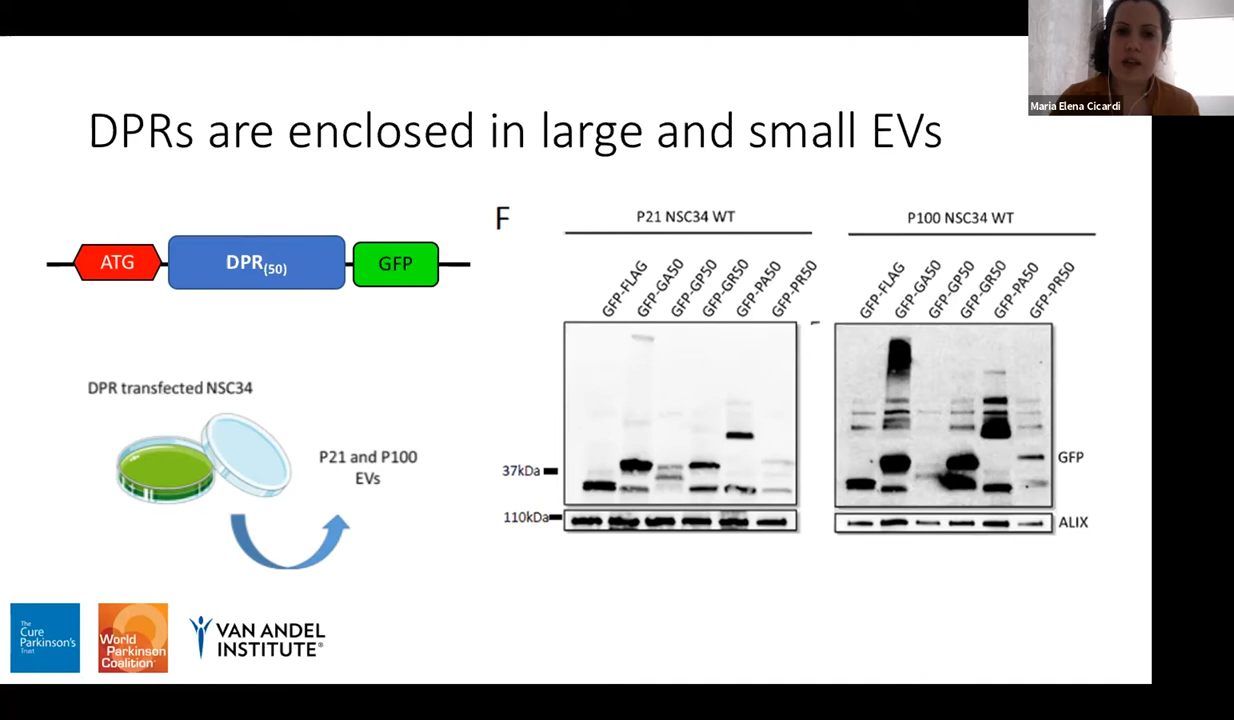 Maria Elena Cicardi
DPRs are enclosed in large and small EVs
ATG
DPR(50)
GFP
DPR transfected NSC34
P21 and P100
EVs
F
P21 NSC34 WT
GFP-FLAG
GFP-GA50
GFP-GP50
GFP-GR50
GFP-PA50
GFP-PR50
P100 NSC34 WT
GFP-FLAG
GFP-GA50
GFP-GP50
GFP-GR50
GFP-PA50
GFP-PR50
37kDa
110kDa
GFP
ALIX
The
Cure
Parkinson's
Trust
World
Parkinson
Coalition
VAN ANDEL
INSTITUTE®